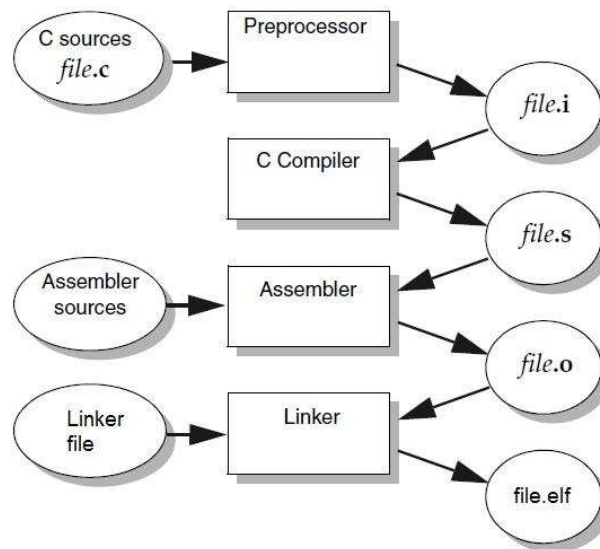 C sources
file.c
Preprocessor
file.i
C Compiler
file.s
Assembler
sources
Assembler
file.o
Linker
file
Linker
file.elf